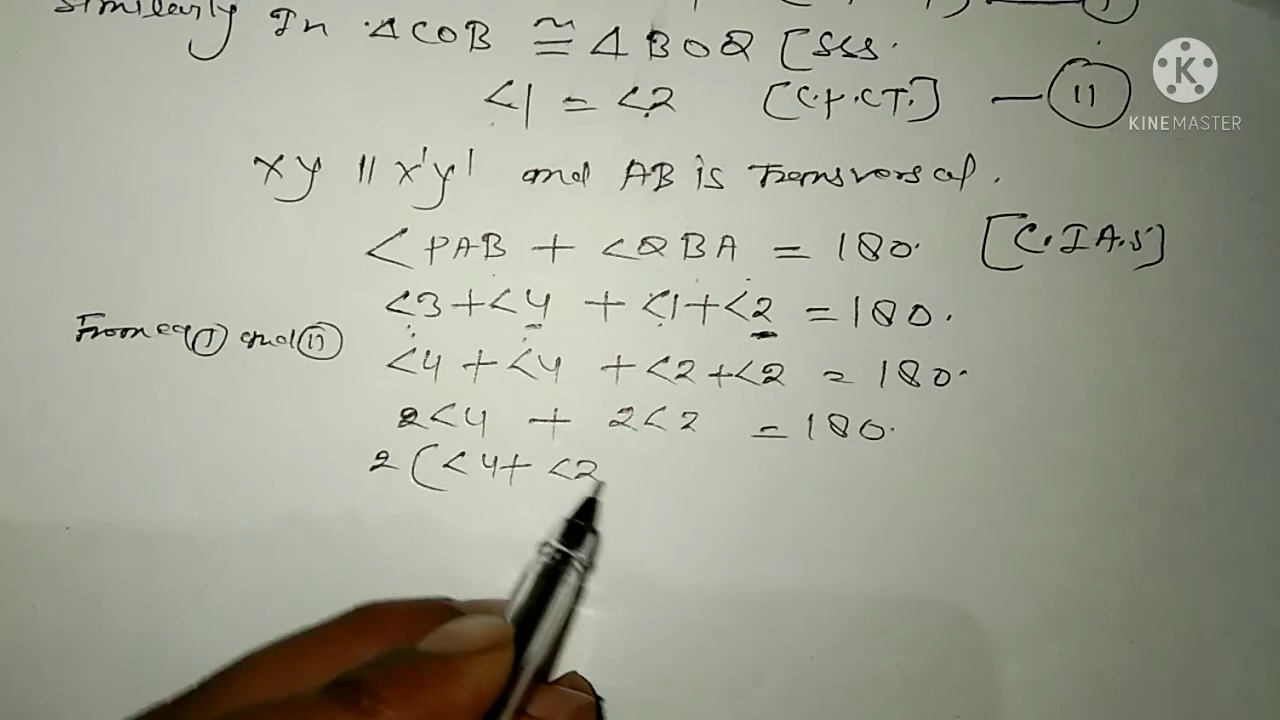 Similarly In ΔCOB ≅ ΔBOQ [SSS.
<1 = <2 [C.P.CT.] — (II)
K
KINEMASTER
XY || X'Y' and AB is transversal.
<PAB + <QBA = 180. [C.I A.S]
<3 + <4 + <1 + <2 = 180.
From eq (I) and (II)
<4 + <4 + <2 + <2 = 180.
2<4 + 2<2 = 180.
2 (<4 + <2